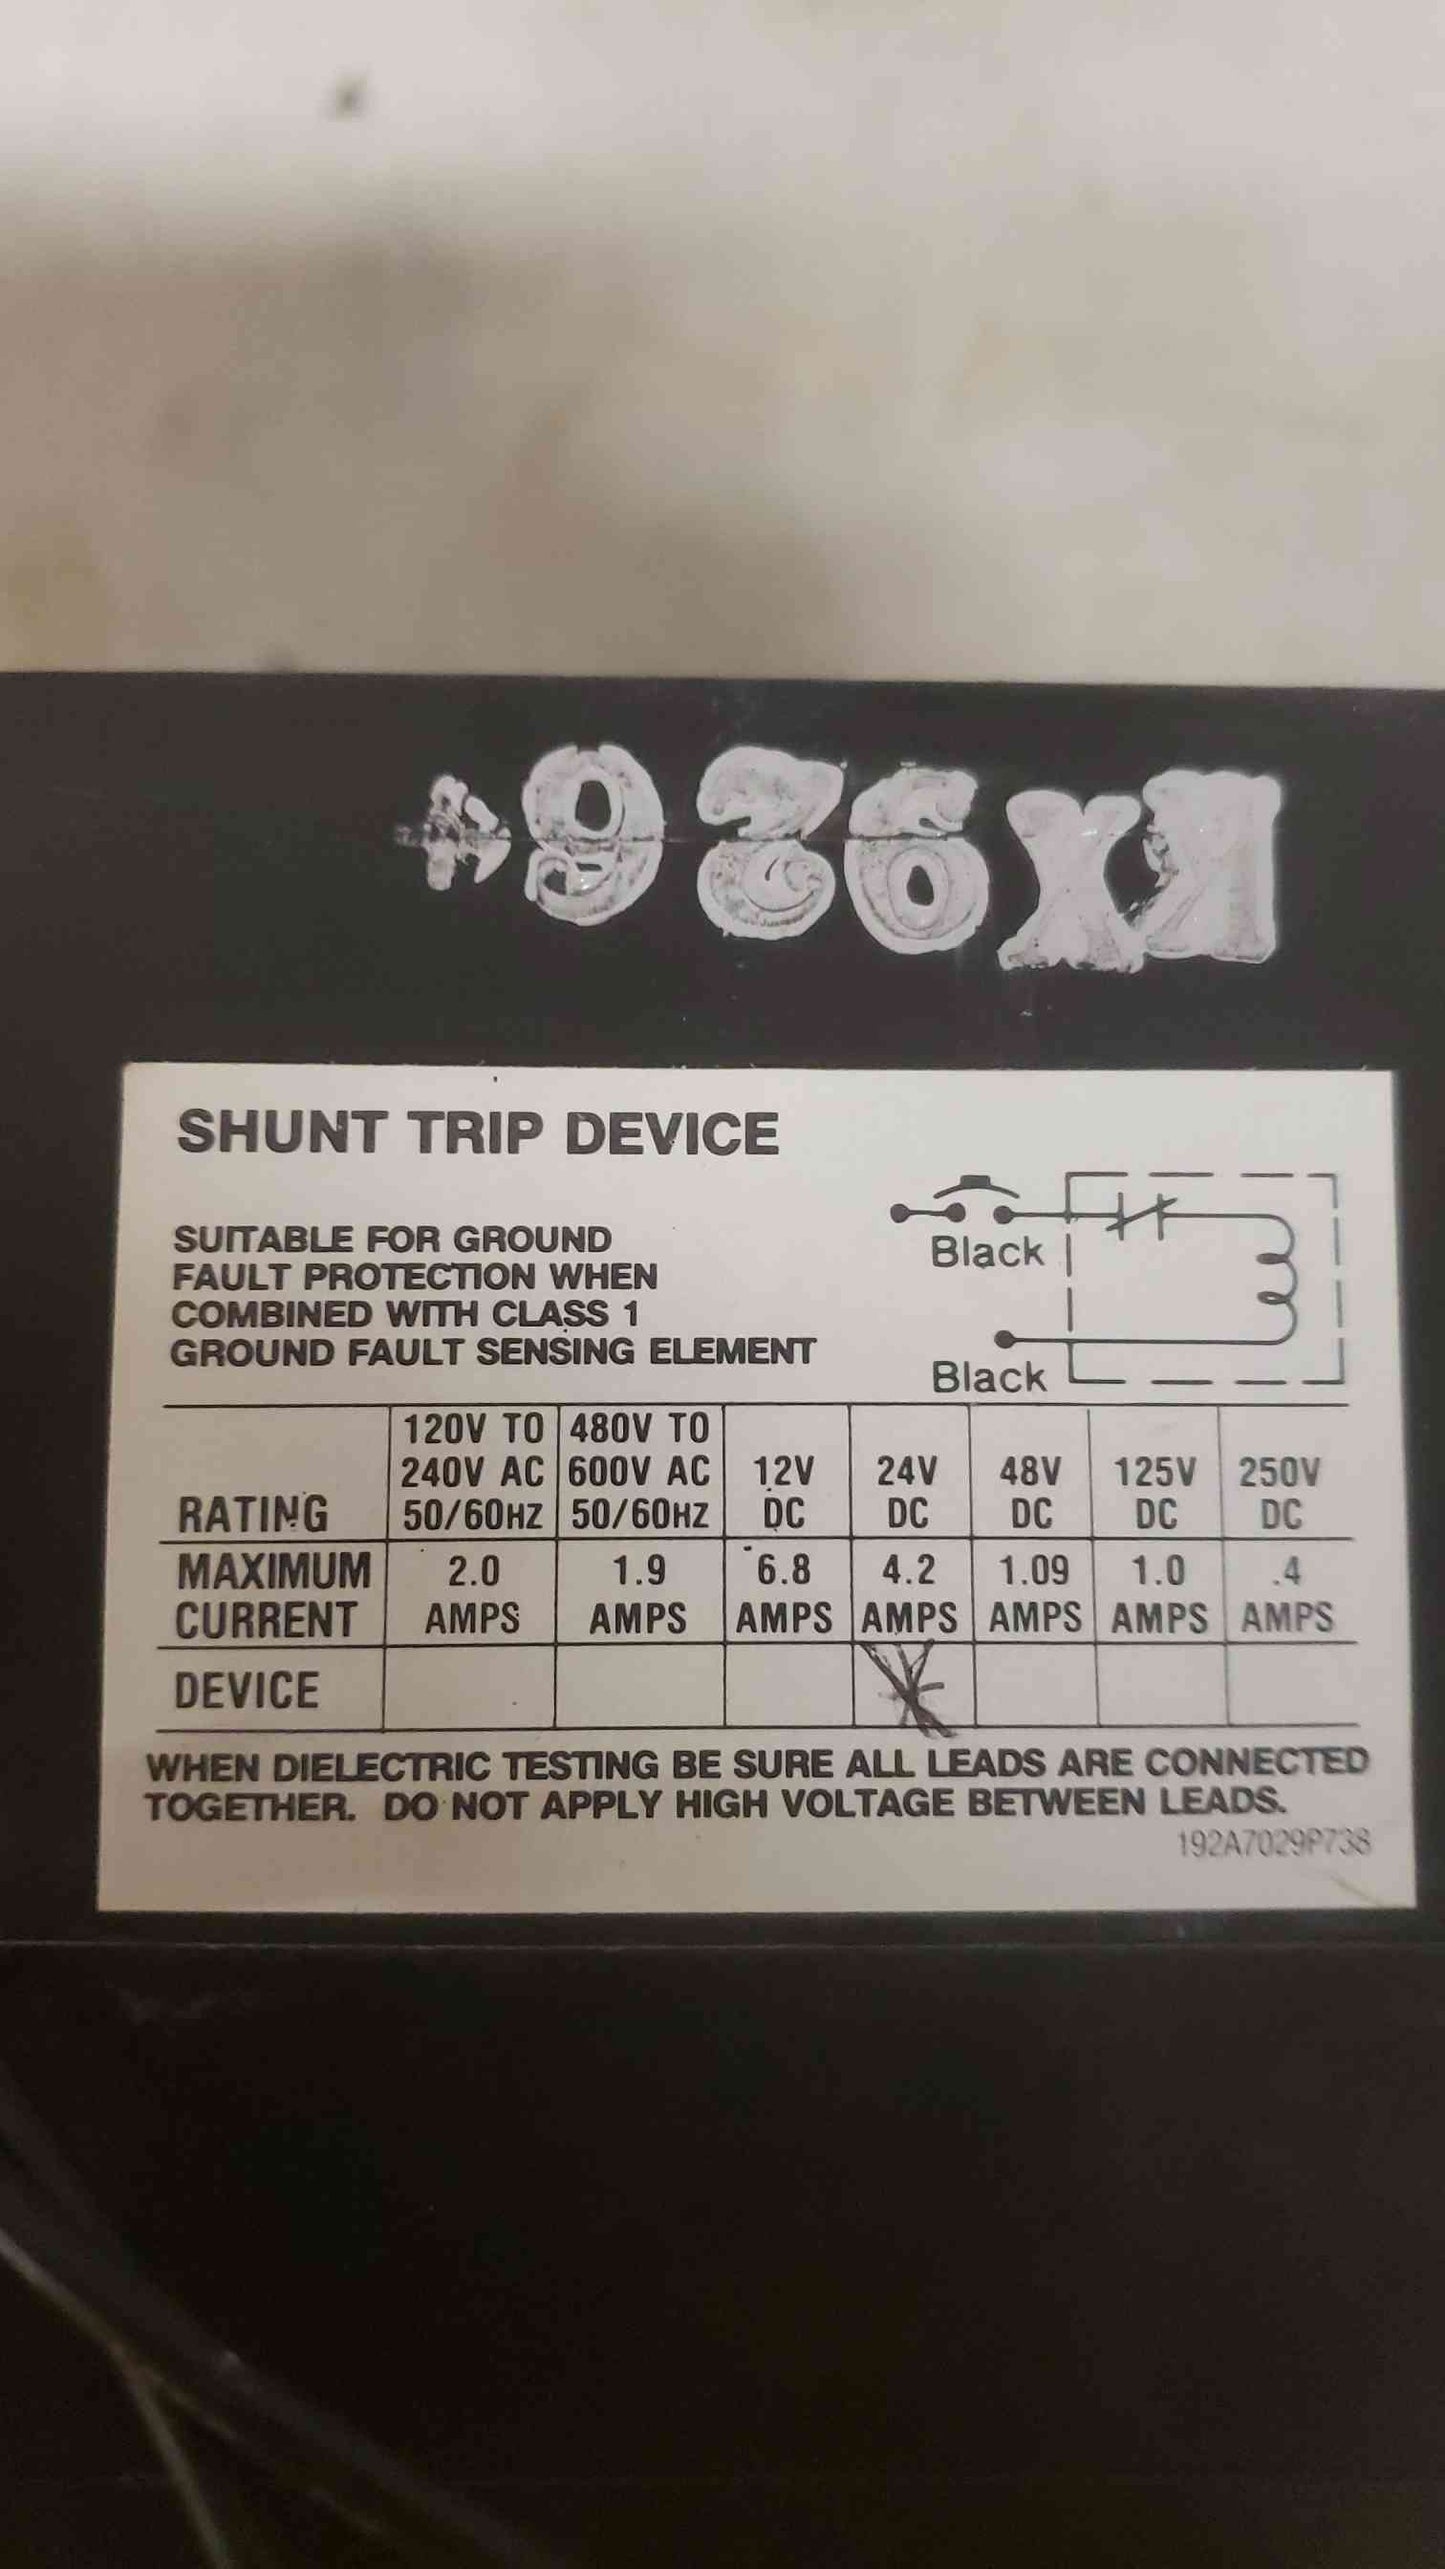 SHUNT TRIP DEVICE
SUITABLE FOR GROUND
FAULT PROTECTION WHEN
COMBINED WITH CLASS 1
GROUND FAULT SENSING ELEMENT
Black
Black
120V TO 480V TO
240V AC 600V AC 12V 24V 48V 125V 250V
RATING 50/60HZ 50/60HZ DC DC DC DC DC
MAXIMUM 2.0 1.9 6.8 4.2 1.09 1.0 .4
CURRENT AMPS AMPS AMPS AMPS AMPS AMPS AMPS
DEVICE
WHEN DIELECTRIC TESTING BE SURE ALL LEADS ARE CONNECTED
TOGETHER. DO NOT APPLY HIGH VOLTAGE BETWEEN LEADS.
192A7029P738